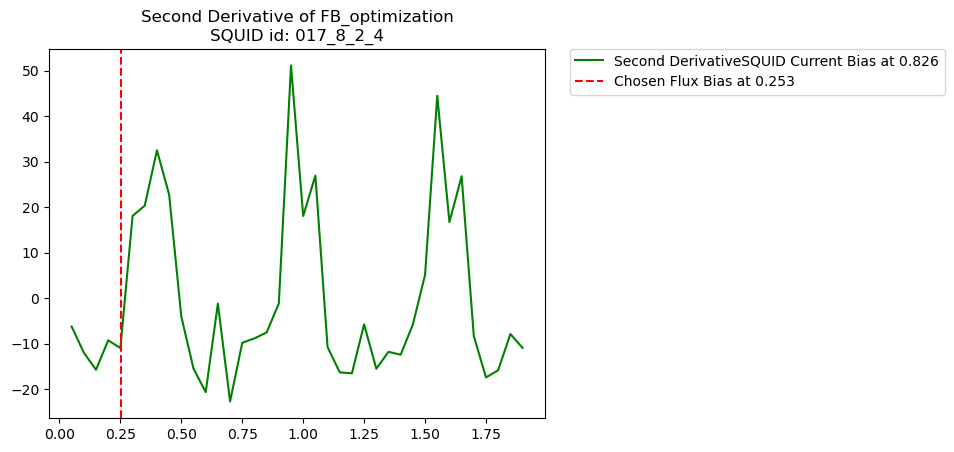 Second Derivative of FB_optimization
SQUID id: 017_8_2_4
Second DerivativeSQUID Current Bias at 0.826
Chosen Flux Bias at 0.253
50
40
30
20
10
0
−10
−20
0.00 0.25 0.50 0.75 1.00 1.25 1.50 1.75